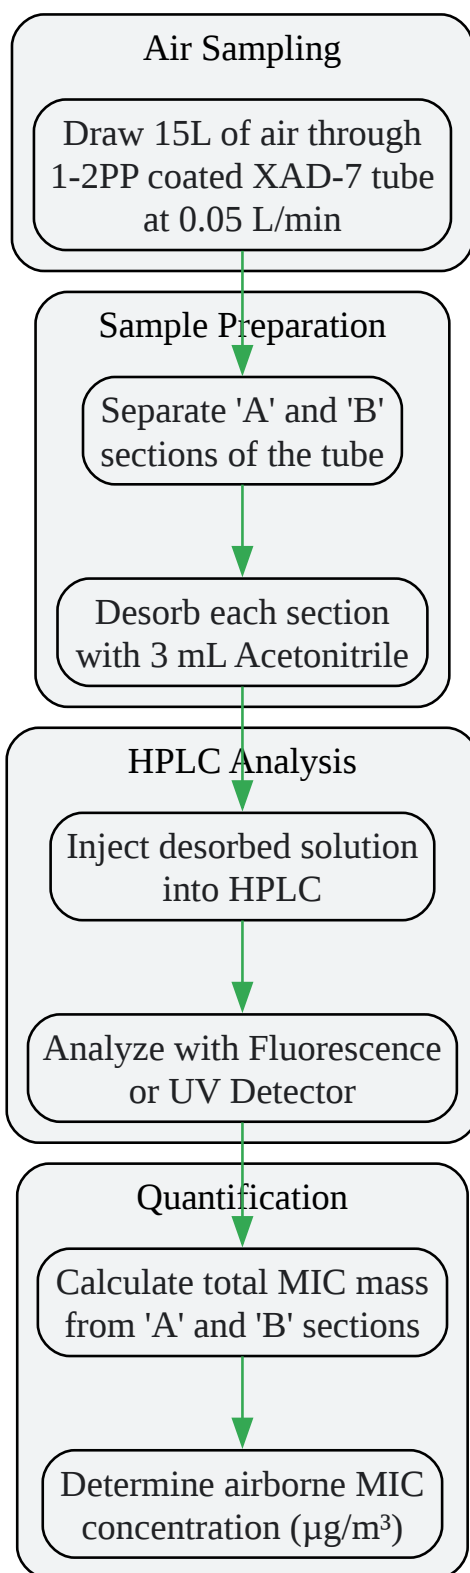 Air Sampling
Draw 15L of air through
1-2PP coated XAD-7 tube
at 0.05 L/min
Sample Preparation
Separate 'A' and 'B'
sections of the tube
Desorb each section
with 3 mL Acetonitrile
HPLC Analysis
Inject desorbed solution
into HPLC
Analyze with Fluorescence
or UV Detector
Quantification
Calculate total MIC mass
from 'A' and 'B' sections
Determine airborne MIC
concentration (µg/m³)